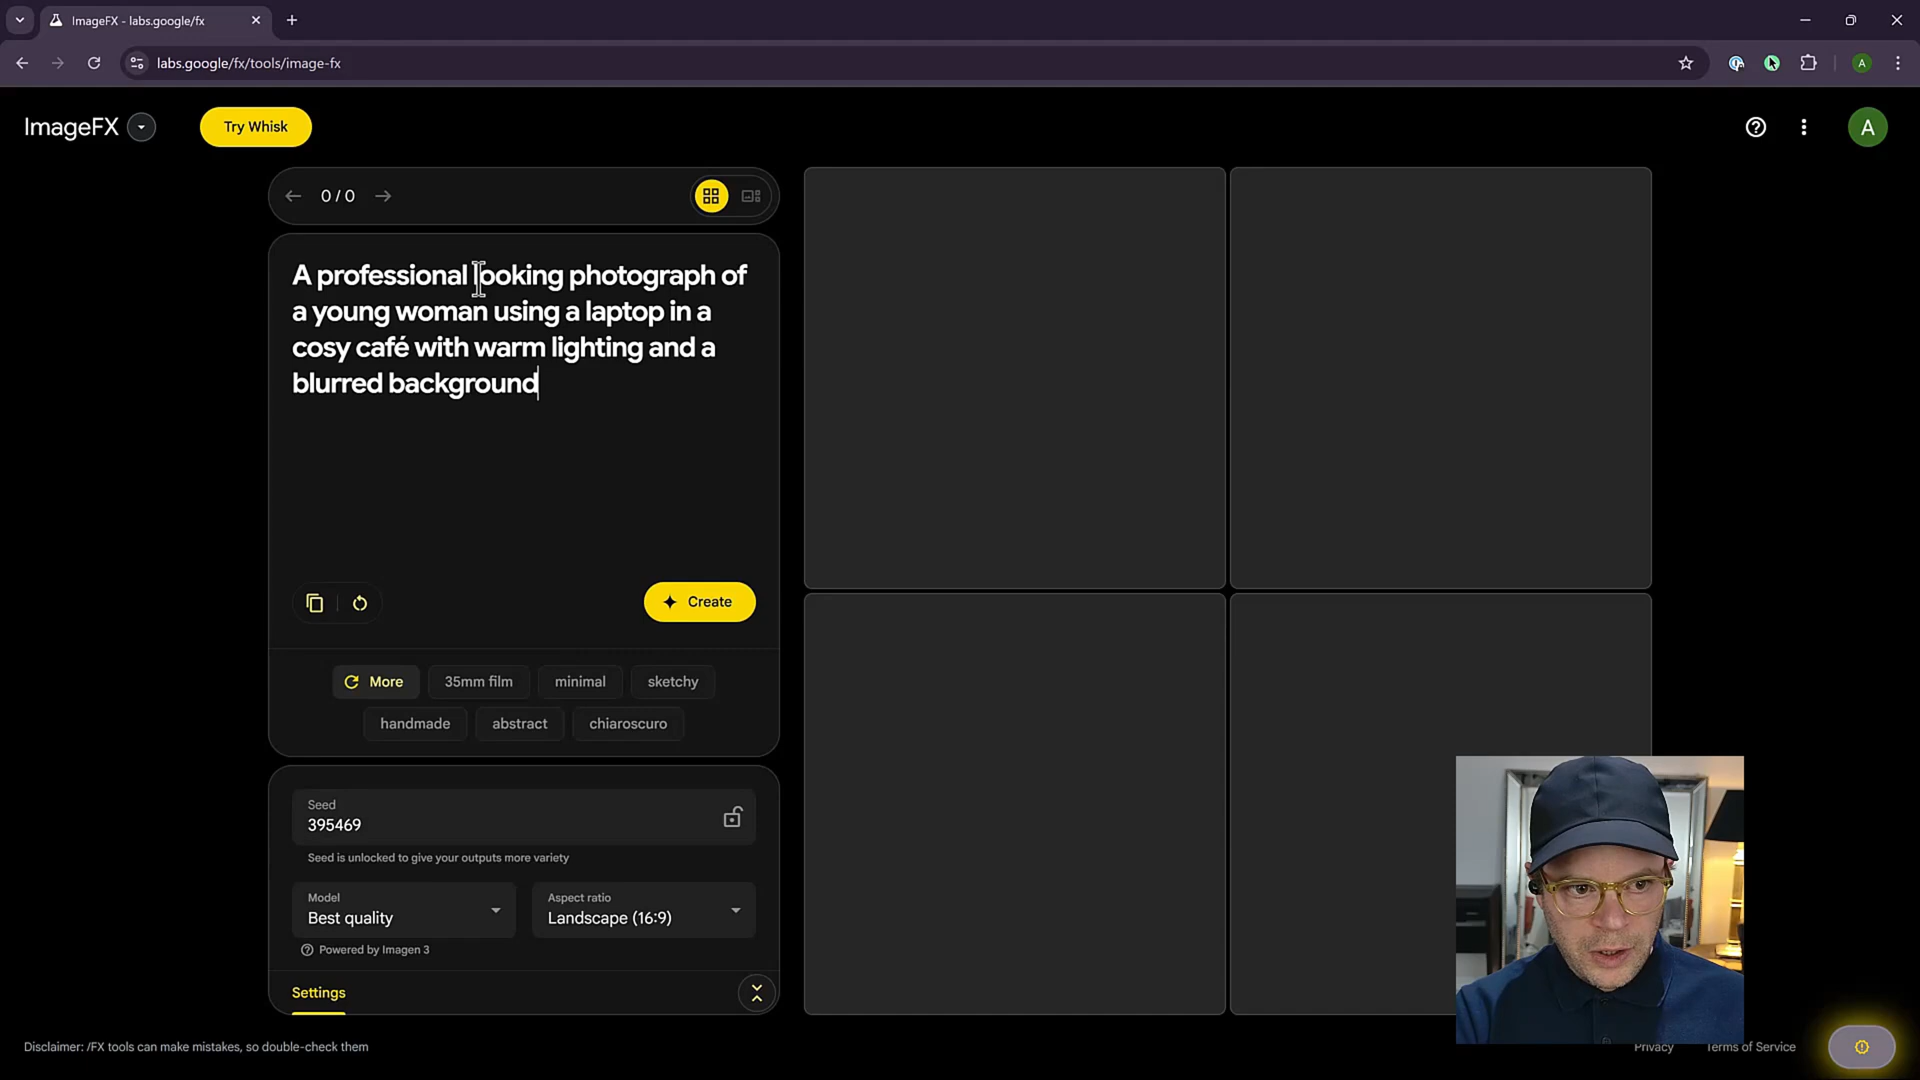 ImageFX - labs.google/fx
labs.google/fx/tools/image-fx
A
ImageFX
Try Whisk
A
0 / 0
A professional looking photograph of
a young woman using a laptop in a
cosy café with warm lighting and a
blurred background
Create
More
35mm film
minimal
sketchy
handmade
abstract
chiaroscuro
Seed
395469
Seed is unlocked to give your outputs more variety
Model
Best quality
Aspect ratio
Landscape (16:9)
Powered by Imagen 3
Settings
Disclaimer: /FX tools can make mistakes, so double-check them
Privacy
Terms of Service